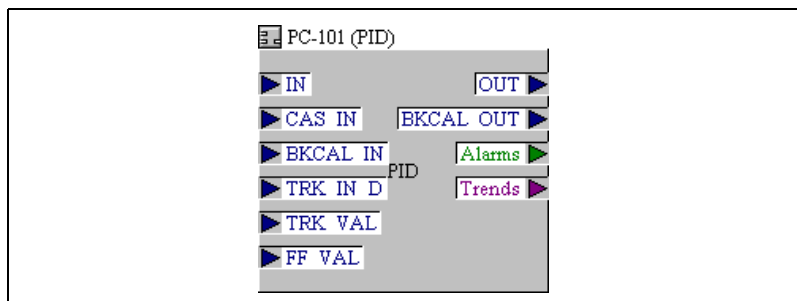 PC-101 (PID)
IN OUT
CAS IN BKCAL OUT
BKCAL IN Alarms
PID
TRK IN D Trends
TRK VAL
FF VAL